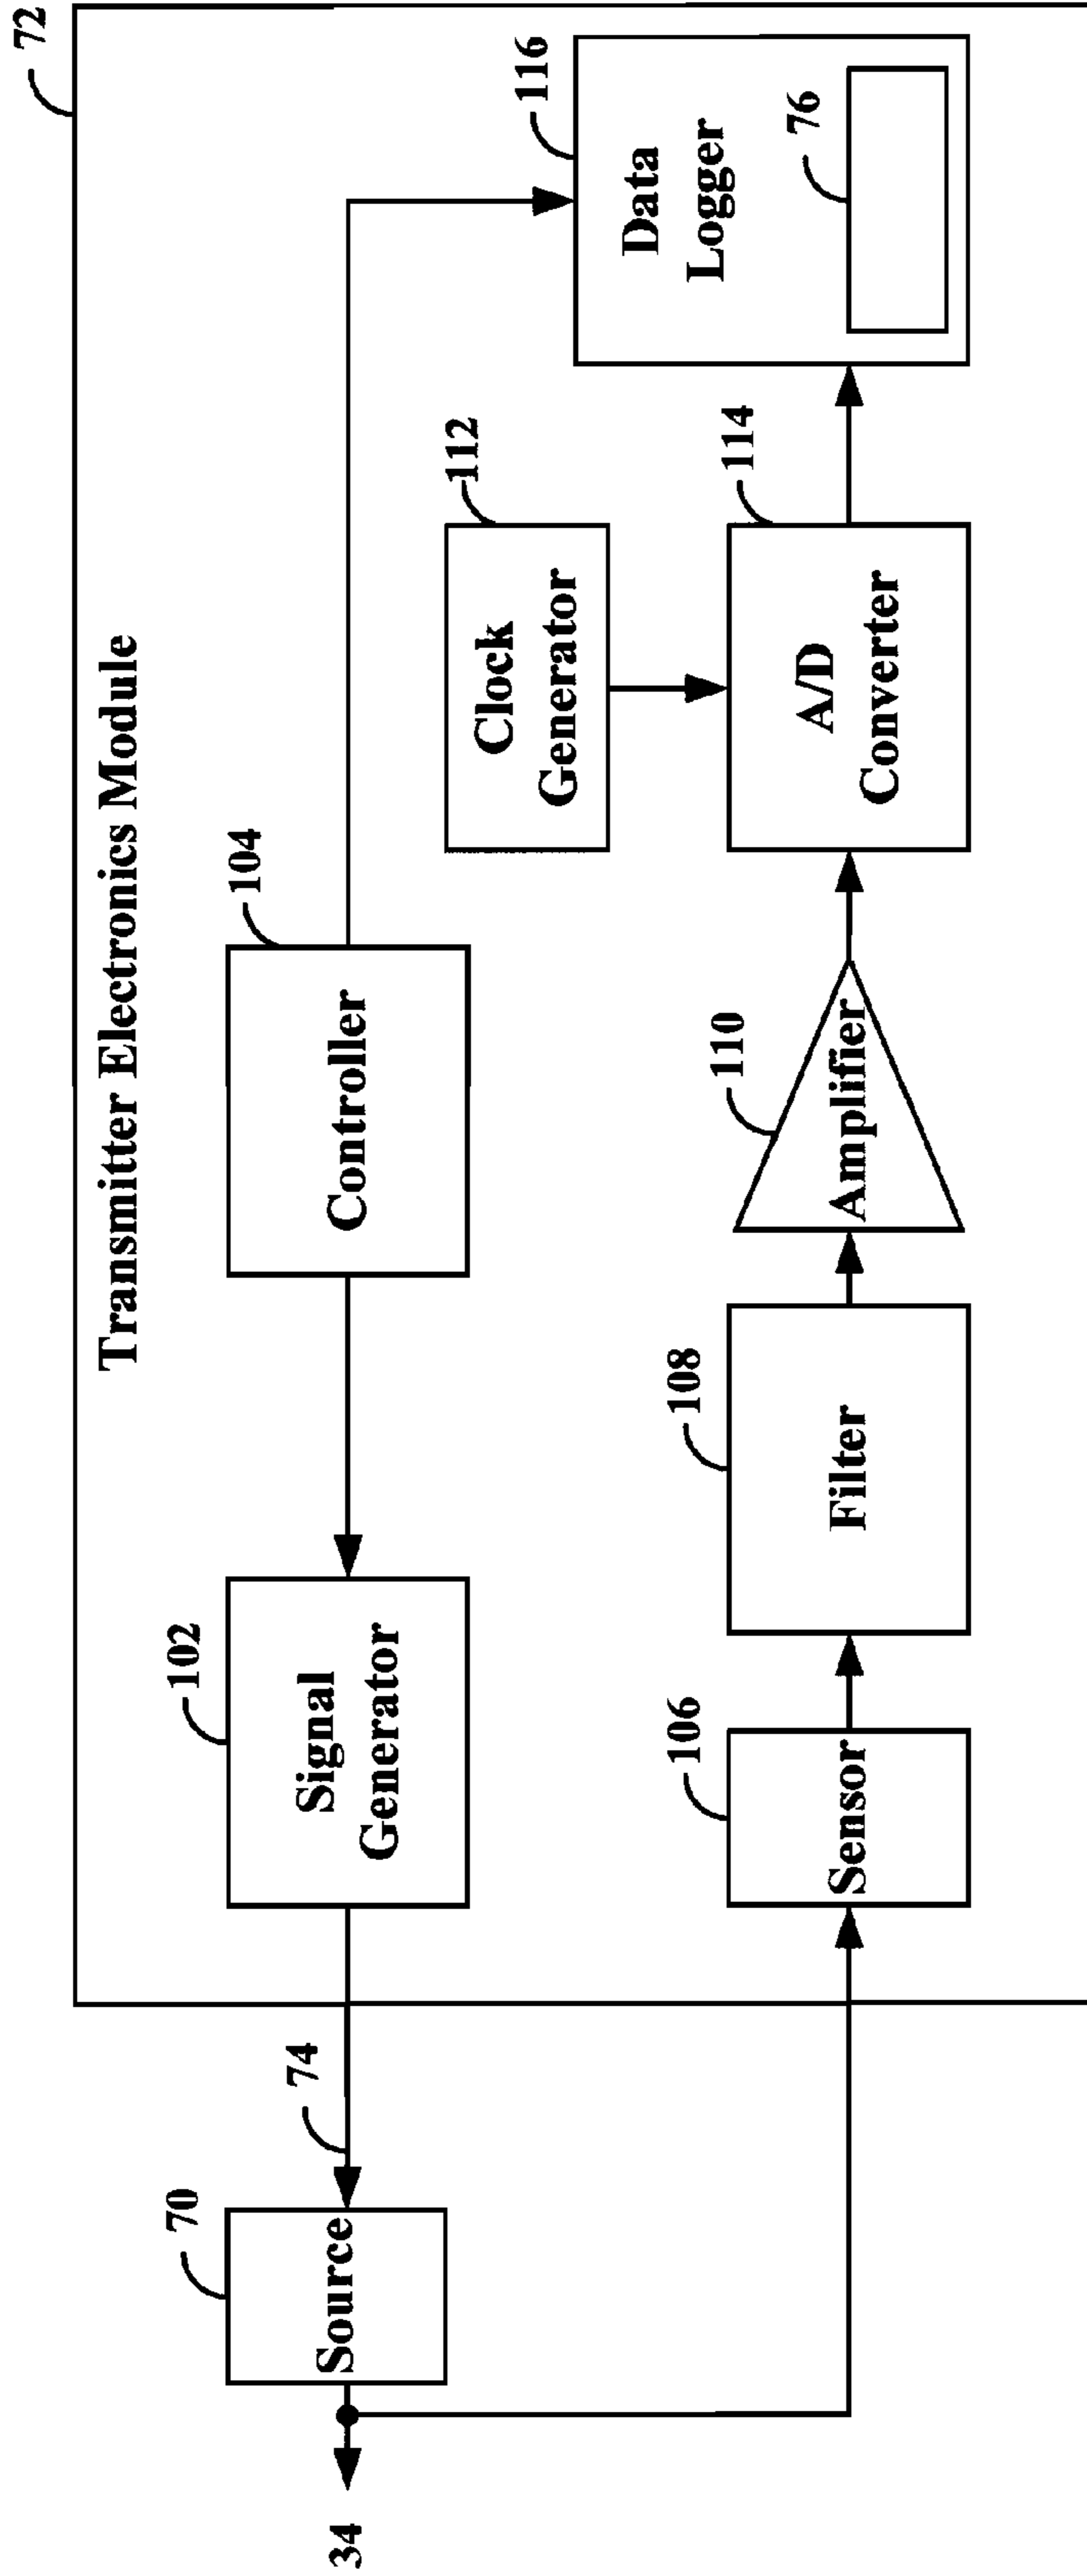 72
Transmitter Electronics Module
104
Controller
102
Signal
Generator
74
70
Source
34
112
Clock
Generator
116
Data
Logger
76
106
Sensor
108
Filter
110
Amplifier
114
A/D
Converter